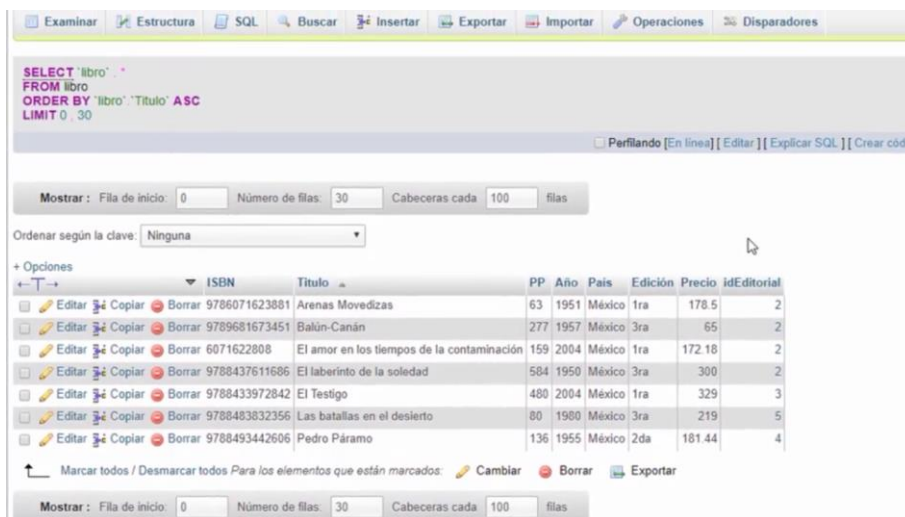 Examinar Estructura SQL Buscar Insertar Exportar Importar Operaciones Disparadores
SELECT `libro` . *
FROM libro
ORDER BY `libro`.`Titulo` ASC
LIMIT 0 , 30
Perfilando [En línea] [ Editar ] [ Explicar SQL ] [ Crear cód
Mostrar : Fila de inicio: 0 Número de filas: 30 Cabeceras cada 100 filas
Ordenar según la clave: Ninguna
+ Opciones
←T→ ISBN Titulo PP Año Pais Edición Precio idEditorial
Editar Copiar Borrar 9786071623881 Arenas Movedizas 63 1951 México 1ra 178.5 2
Editar Copiar Borrar 9789681673451 Balún-Canán 277 1957 México 3ra 65 2
Editar Copiar Borrar 6071622808 El amor en los tiempos de la contaminación 159 2004 México 1ra 172.18 2
Editar Copiar Borrar 9788437611686 El laberinto de la soledad 584 1950 México 3ra 300 2
Editar Copiar Borrar 9788433972842 El Testigo 480 2004 México 1ra 329 3
Editar Copiar Borrar 9788483832356 Las batallas en el desierto 80 1980 México 3ra 219 5
Editar Copiar Borrar 9788493442606 Pedro Páramo 136 1955 México 2da 181.44 4
Marcar todos / Desmarcar todos Para los elementos que están marcados: Cambiar Borrar Exportar
Mostrar : Fila de inicio: 0 Número de filas: 30 Cabeceras cada 100 filas